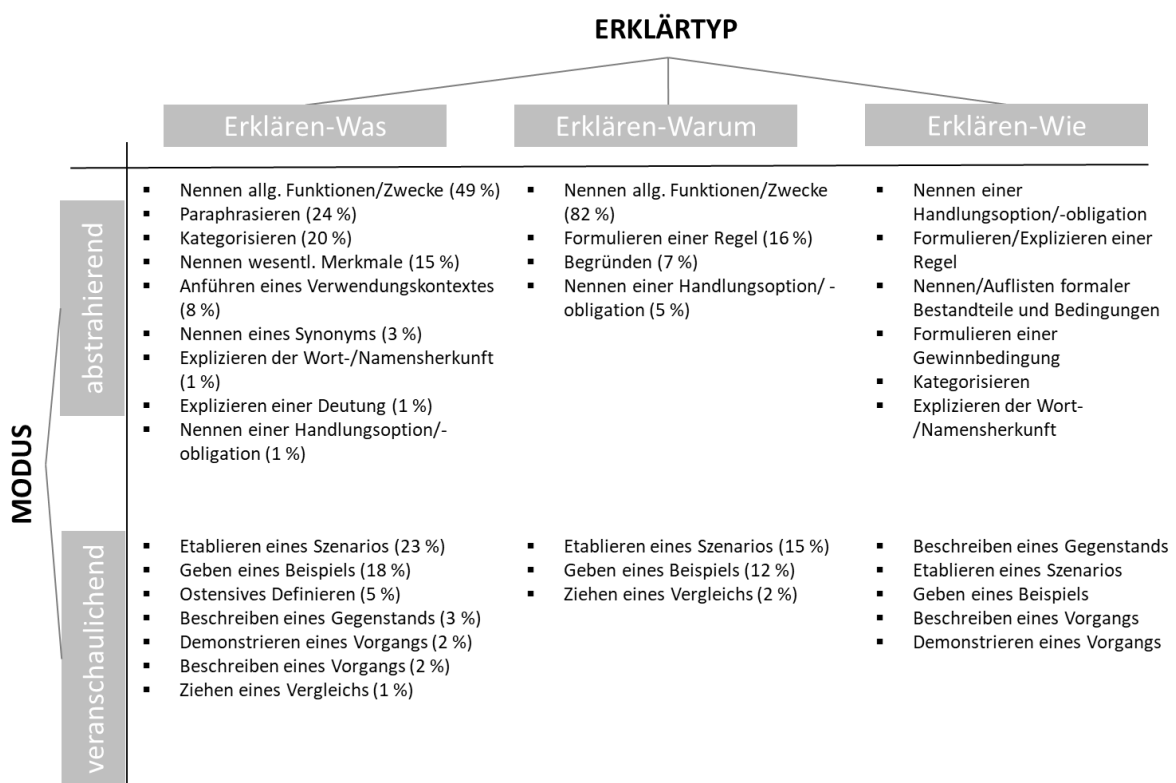 ERKLÄRTYP
Erklären-Was
Erklären-Warum
Erklären-Wie
MODUS
abstrahierend
▪ Nennen allg. Funktionen/Zwecke (49 %)
▪ Paraphrasieren (24 %)
▪ Kategorisieren (20 %)
▪ Nennen wesentl. Merkmale (15 %)
▪ Anführen eines Verwendungskontextes
(8 %)
▪ Nennen eines Synonyms (3 %)
▪ Explizieren der Wort-/Namensherkunft
(1 %)
▪ Explizieren einer Deutung (1 %)
▪ Nennen einer Handlungsoption/-
obligation (1 %)
▪ Nennen allg. Funktionen/Zwecke
(82 %)
▪ Formulieren einer Regel (16 %)
▪ Begründen (7 %)
▪ Nennen einer Handlungsoption/ -
obligation (5 %)
▪ Nennen einer
Handlungsoption/-obligation
▪ Formulieren/Explizieren einer
Regel
▪ Nennen/Auflisten formaler
Bestandteile und Bedingungen
▪ Formulieren einer
Gewinnbedingung
▪ Kategorisieren
▪ Explizieren der Wort-
/Namensherkunft
veranschaulichend
▪ Etablieren eines Szenarios (23 %)
▪ Geben eines Beispiels (18 %)
▪ Ostensives Definieren (5 %)
▪ Beschreiben eines Gegenstands (3 %)
▪ Demonstrieren eines Vorgangs (2 %)
▪ Beschreiben eines Vorgangs (2 %)
▪ Ziehen eines Vergleichs (1 %)
▪ Etablieren eines Szenarios (15 %)
▪ Geben eines Beispiels (12 %)
▪ Ziehen eines Vergleichs (2 %)
▪ Beschreiben eines Gegenstands
▪ Etablieren eines Szenarios
▪ Geben eines Beispiels
▪ Beschreiben eines Vorgangs
▪ Demonstrieren eines Vorgangs